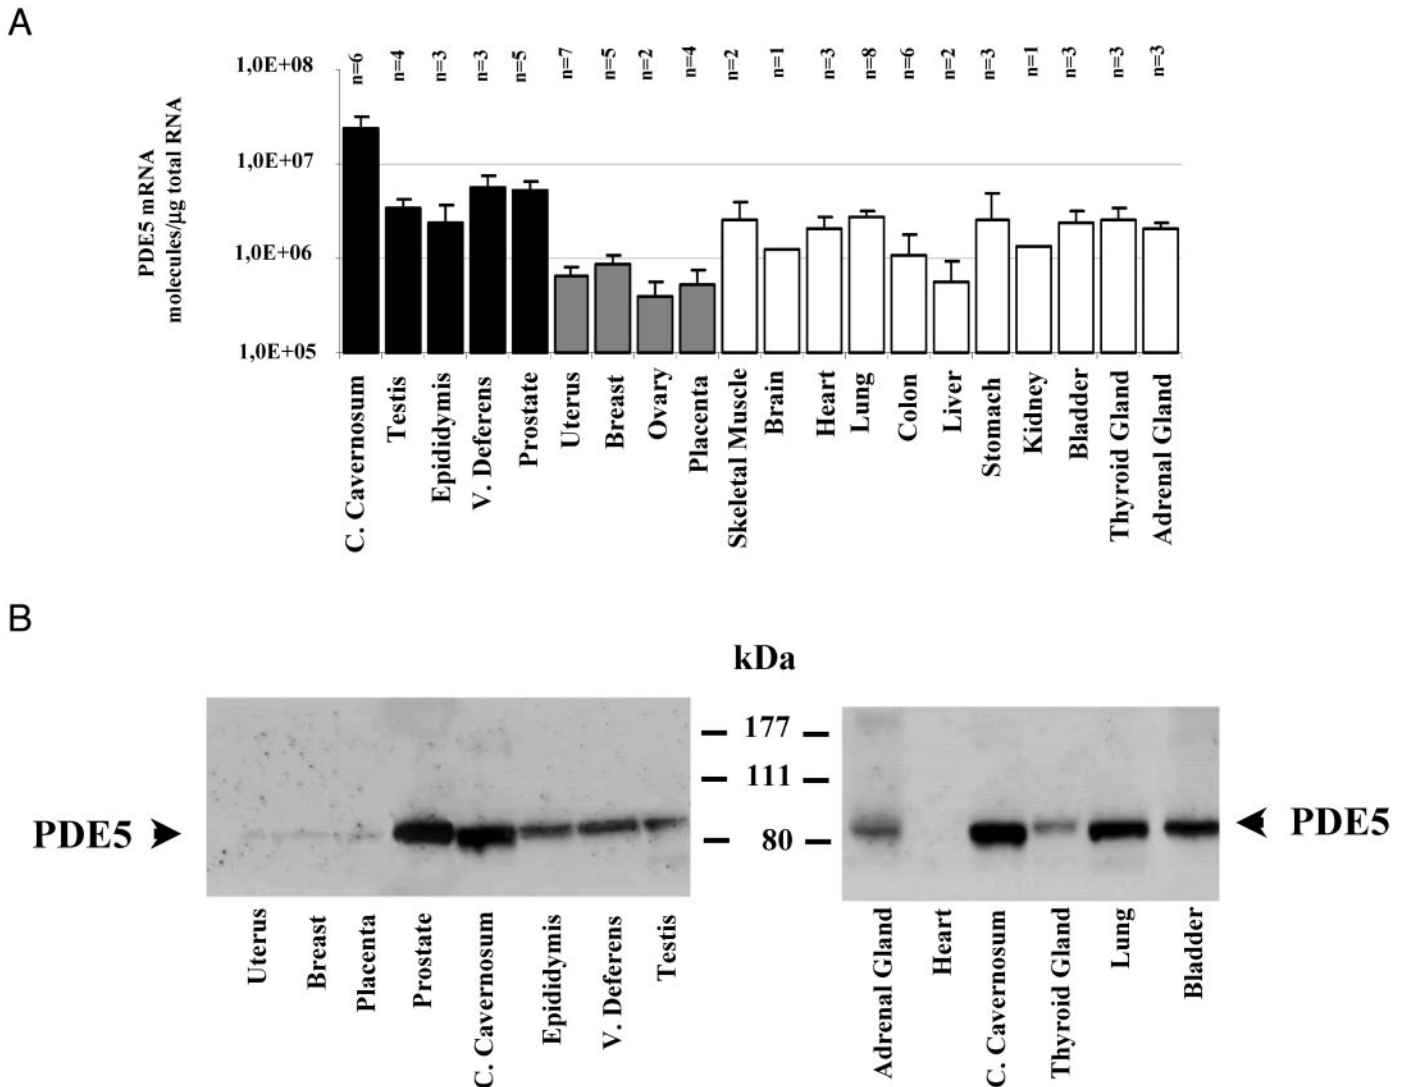 A
n=6 n=4 n=3 n=3 n=5 n=7 n=5 n=2 n=4 n=2 n=1 n=3 n=8 n=6 n=2 n=3 n=1 n=3 n=3 n=3
PDE5 mRNA
molecules/µg total RNA
1,0E+08
1,0E+07
1,0E+06
1,0E+05
C. Cavernosum
Testis
Epididymis
V. Deferens
Prostate
Uterus
Breast
Ovary
Placenta
Skeletal Muscle
Brain
Heart
Lung
Colon
Liver
Stomach
Kidney
Bladder
Thyroid Gland
Adrenal Gland
B
kDa
177
111
80
PDE5
PDE5
Uterus
Breast
Placenta
Prostate
C. Cavernosum
Epididymis
V. Deferens
Testis
Adrenal Gland
Heart
C. Cavernosum
Thyroid Gland
Lung
Bladder